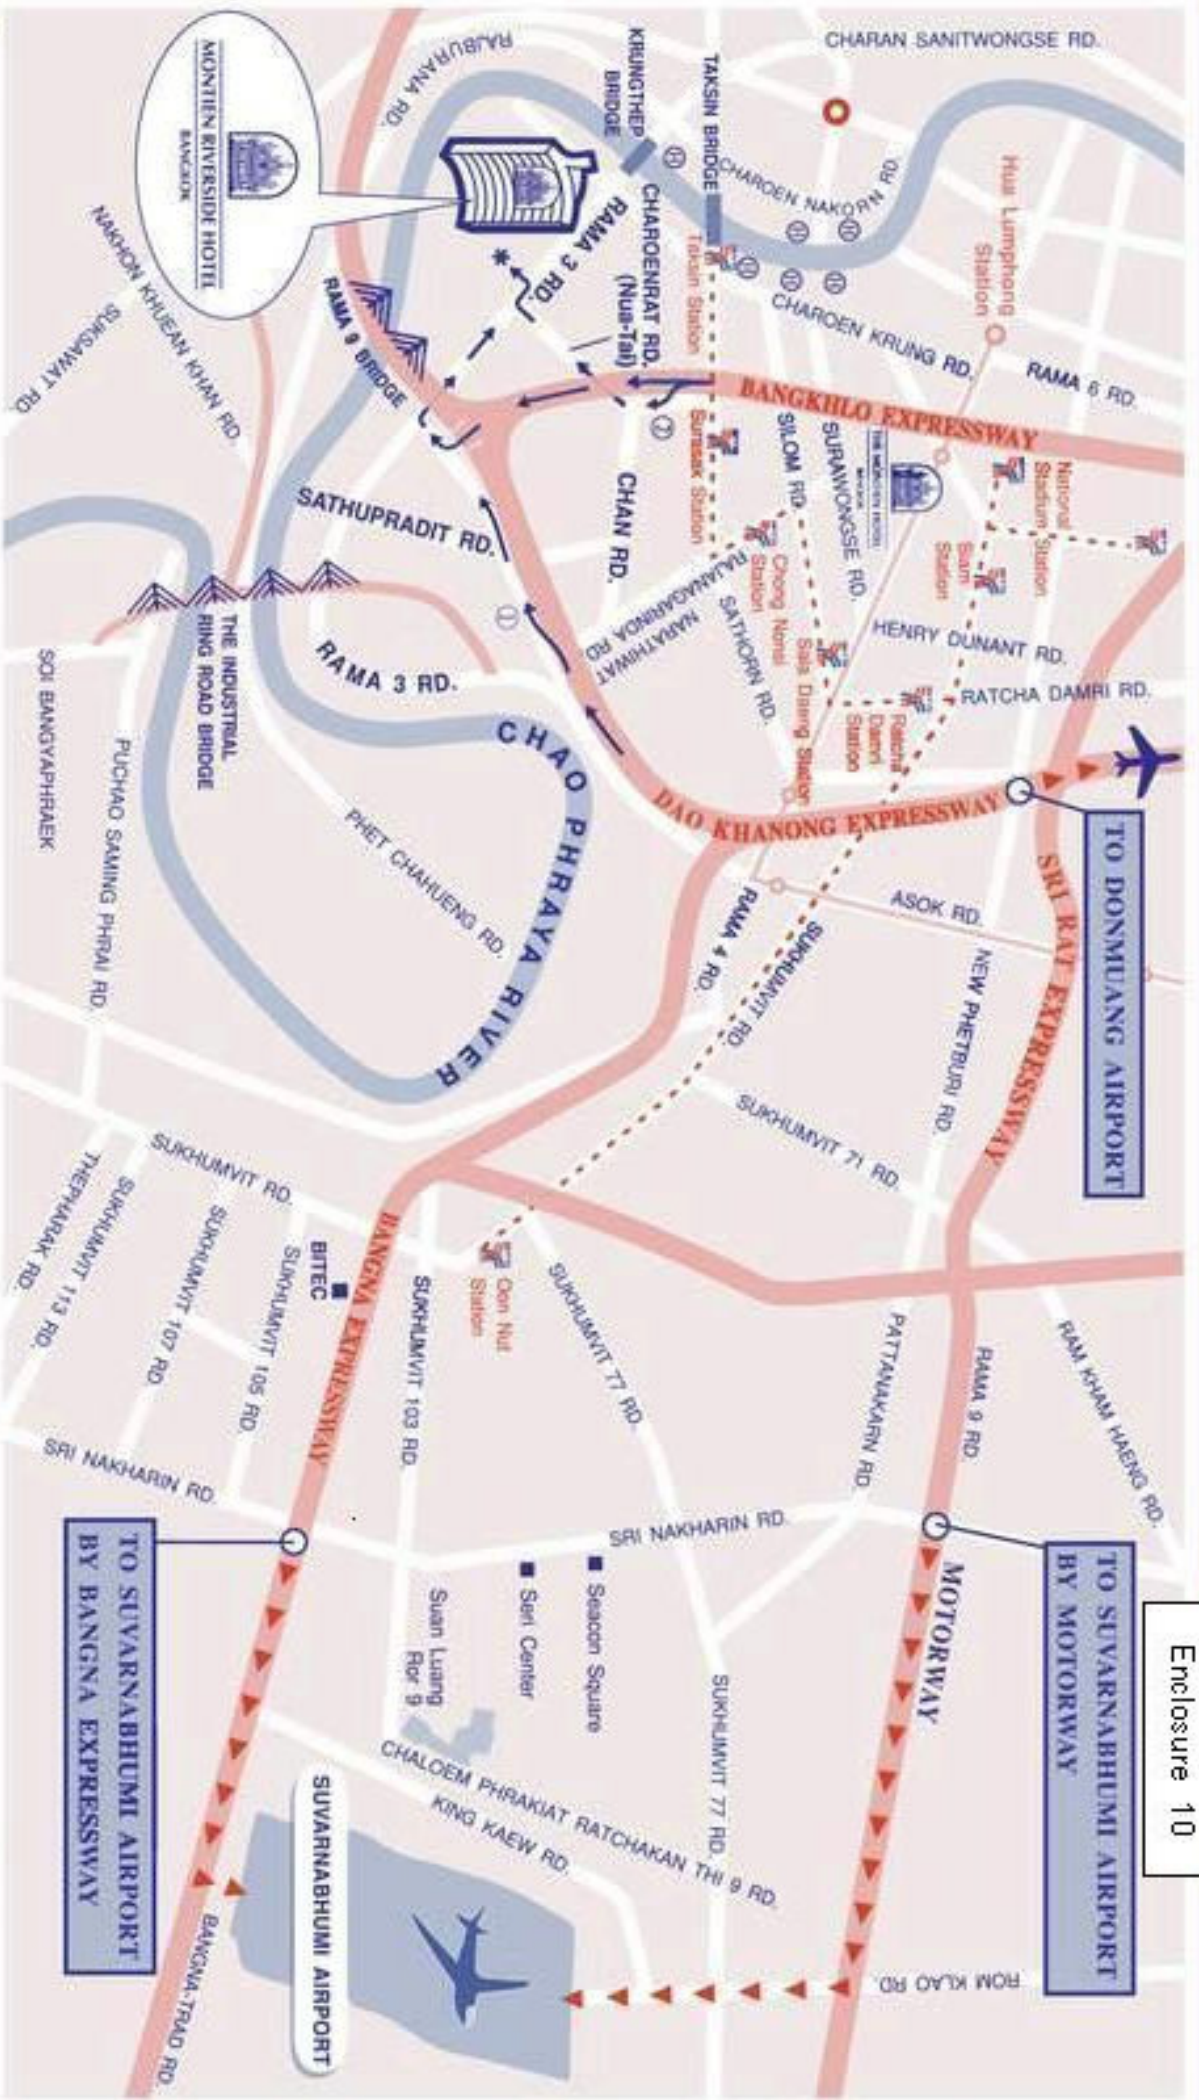 Enclosure 10
CHARAN SANITWONGSE RD.
RAJBURANA RD.
KRUNGTHEP
BRIDGE
TAKSIN BRIDGE
CHAROEN NAKORN RD.
Hua Lumphong
Station
MONTIEN RIVERSIDE HOTEL
BANGKOK
RAMA 3 RD.
CHAROENRAT RD.
(Nua-Tai)
Taksin Station
CHAROEN KRUNG RD.
RAMA 6 RD.
NAKHON KHUEAN KHAN RD.
SUKSAWAT RD.
RAMA 9 BRIDGE
BANGKHLO EXPRESSWAY
2
Surasak Station
SILOM RD.
SURAWONGSE RD.
THE MONTIEN HOTEL
BANGKOK
National
Stadium Station
Siam
Station
SATHUPRADIT RD.
CHAN RD.
1
NARATHIWAT
RAJANAGARINDA RD
Chong Nonsi
Station
SATHORN RD.
HENRY DUNANT RD.
RATCHA DAMRI RD.
Sala Daeng Station
Ratcha
Damri
Station
THE INDUSTRIAL
RING ROAD BRIDGE
RAMA 3 RD.
SOI BANGYAPHRAEK
PUCHAO SAMING PHRAI RD.
PHET CHAHUENG RD.
CHAO PHRAYA RIVER
DAO KHANONG EXPRESSWAY
TO DONMUANG AIRPORT
SRI RAT EXPRESSWAY
ASOK RD.
RAMA 4 RD.
SUKHUMVIT RD
NEW PHETBURI RD.
SUKHUMVIT 71 RD.
SUKHUMVIT RD.
THEPHARAK RD.
SUKHUMVIT 113 RD.
SUKHUMVIT 107 RD.
SUKHUMVIT 105 RD.
BITEC
BANGNA EXPRESSWAY
SUKHUMVIT 103 RD.
Oon Nut
Station
SUKHUMVIT 77 RD.
PATTANAKARN RD.
RAMA 9 RD.
RAM KHAM HAENG RD.
SRI NAKHARIN RD.
SRI NAKHARIN RD.
TO SUVARNABHUMI AIRPORT
BY BANGNA EXPRESSWAY
TO SUVARNABHUMI AIRPORT
BY MOTORWAY
MOTORWAY
Seacon Square
Seri Center
Suan Luang
Ror 9
SUKHUMVIT 77 RD.
CHALOEM PHRAKIAT RATCHAKAN THI 9 RD.
KING KAEW RD.
SUVARNABHUMI AIRPORT
ROM KLAO RD.
BANGNA-TRAD RD.